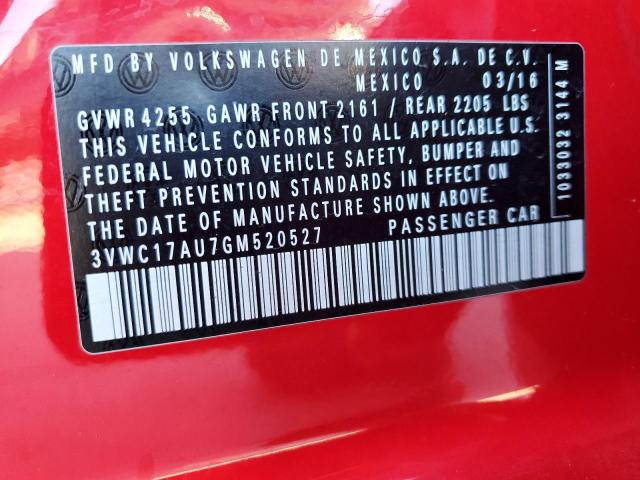 MFD BY VOLKSWAGEN DE MEXICO S.A. DE C.V.
MEXICO 03/16
GVWR 4255 GAWR FRONT 2161 / REAR 2205 LBS
THIS VEHICLE CONFORMS TO ALL APPLICABLE U.S.
FEDERAL MOTOR VEHICLE SAFETY, BUMPER AND
THEFT PREVENTION STANDARDS IN EFFECT ON
THE DATE OF MANUFACTURE SHOWN ABOVE.
3VWC17AU7GM520527 PASSENGER CAR
1039032 3144 M